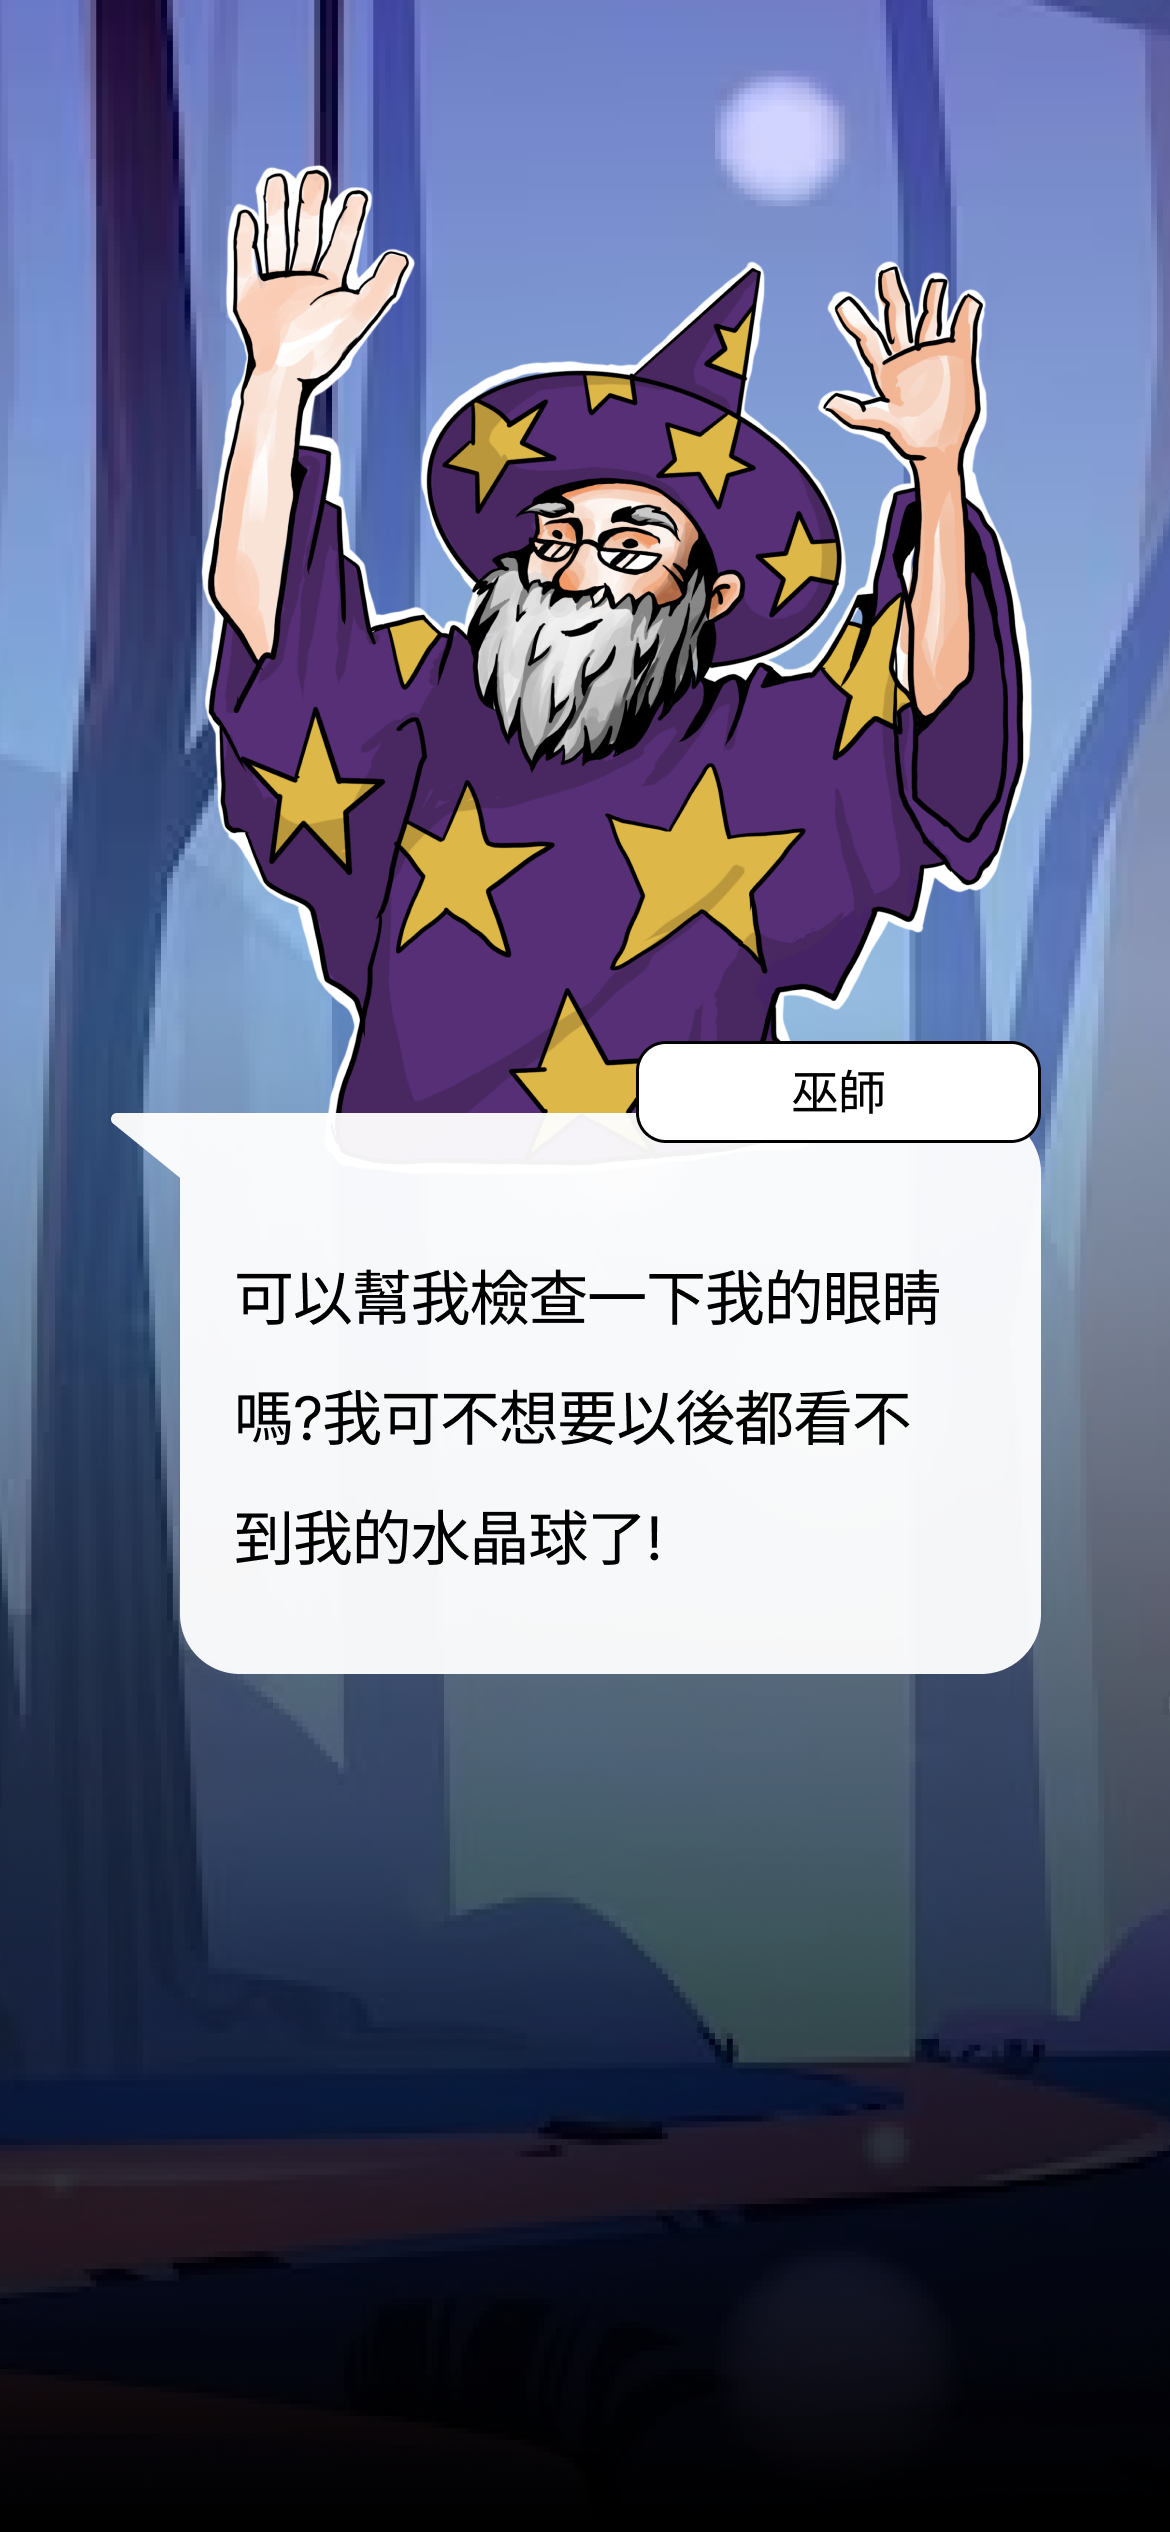 巫師
可以幫我檢查一下我的眼睛
嗎?我可不想要以後都看不
到我的水晶球了!